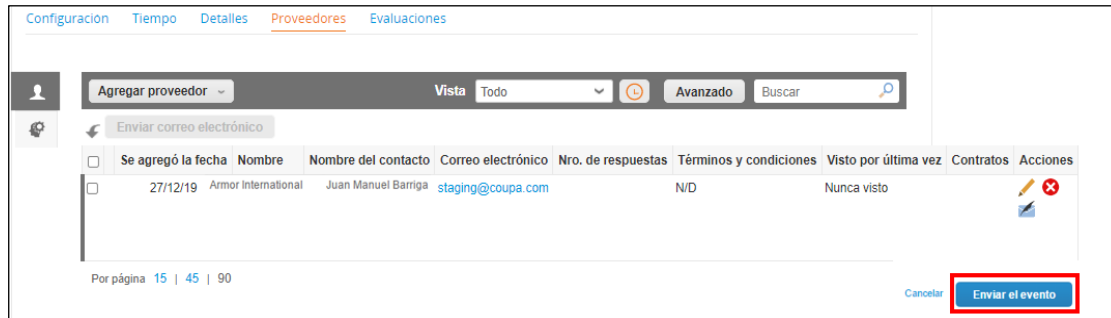 Configuración Tiempo Detalles Proveedores Evaluaciones
Agregar proveedor Vista Todo Avanzado Buscar
Enviar correo electrónico
Se agregó la fecha Nombre Nombre del contacto Correo electrónico Nro. de respuestas Términos y condiciones Visto por última vez Contratos Acciones
27/12/19 Armor International Juan Manuel Barriga staging@coupa.com N/D Nunca visto
Por página 15 | 45 | 90
Cancelar Enviar el evento